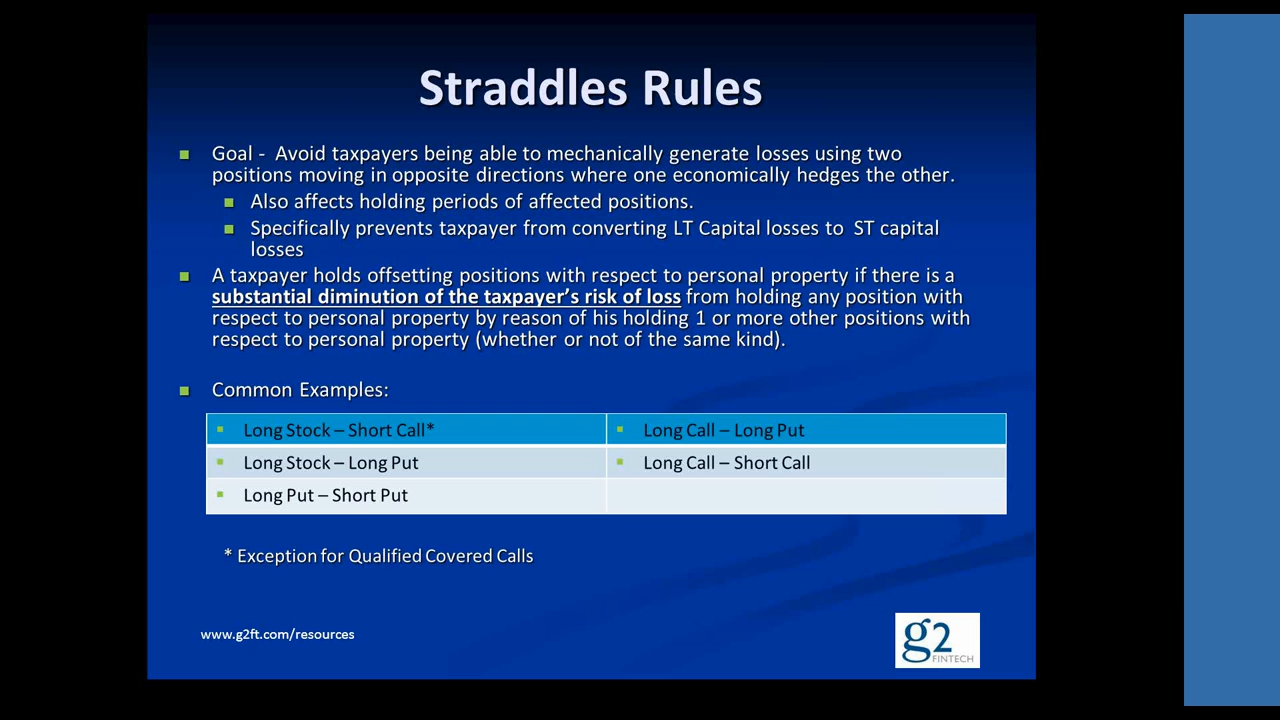 Straddles Rules
Goal - Avoid taxpayers being able to mechanically generate losses using two
positions moving in opposite directions where one economically hedges the other.
Also affects holding periods of affected positions.
Specifically prevents taxpayer from converting LT Capital losses to ST capital
losses
A taxpayer holds offsetting positions with respect to personal property if there is a
substantial diminution of the taxpayer's risk of loss from holding any position with
respect to personal property by reason of his holding 1 or more other positions with
respect to personal property (whether or not of the same kind).
Common Examples:
Long Stock – Short Call*
Long Call – Long Put
Long Stock – Long Put
Long Call – Short Call
Long Put – Short Put
* Exception for Qualified Covered Calls
www.g2ft.com/resources
g2
FINTECH